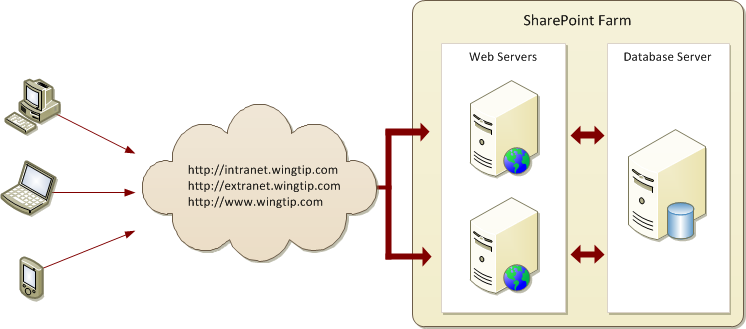 SharePoint Farm
Web Servers
Database Server
http://intranet.wingtip.com
http://extranet.wingtip.com
http://www.wingtip.com